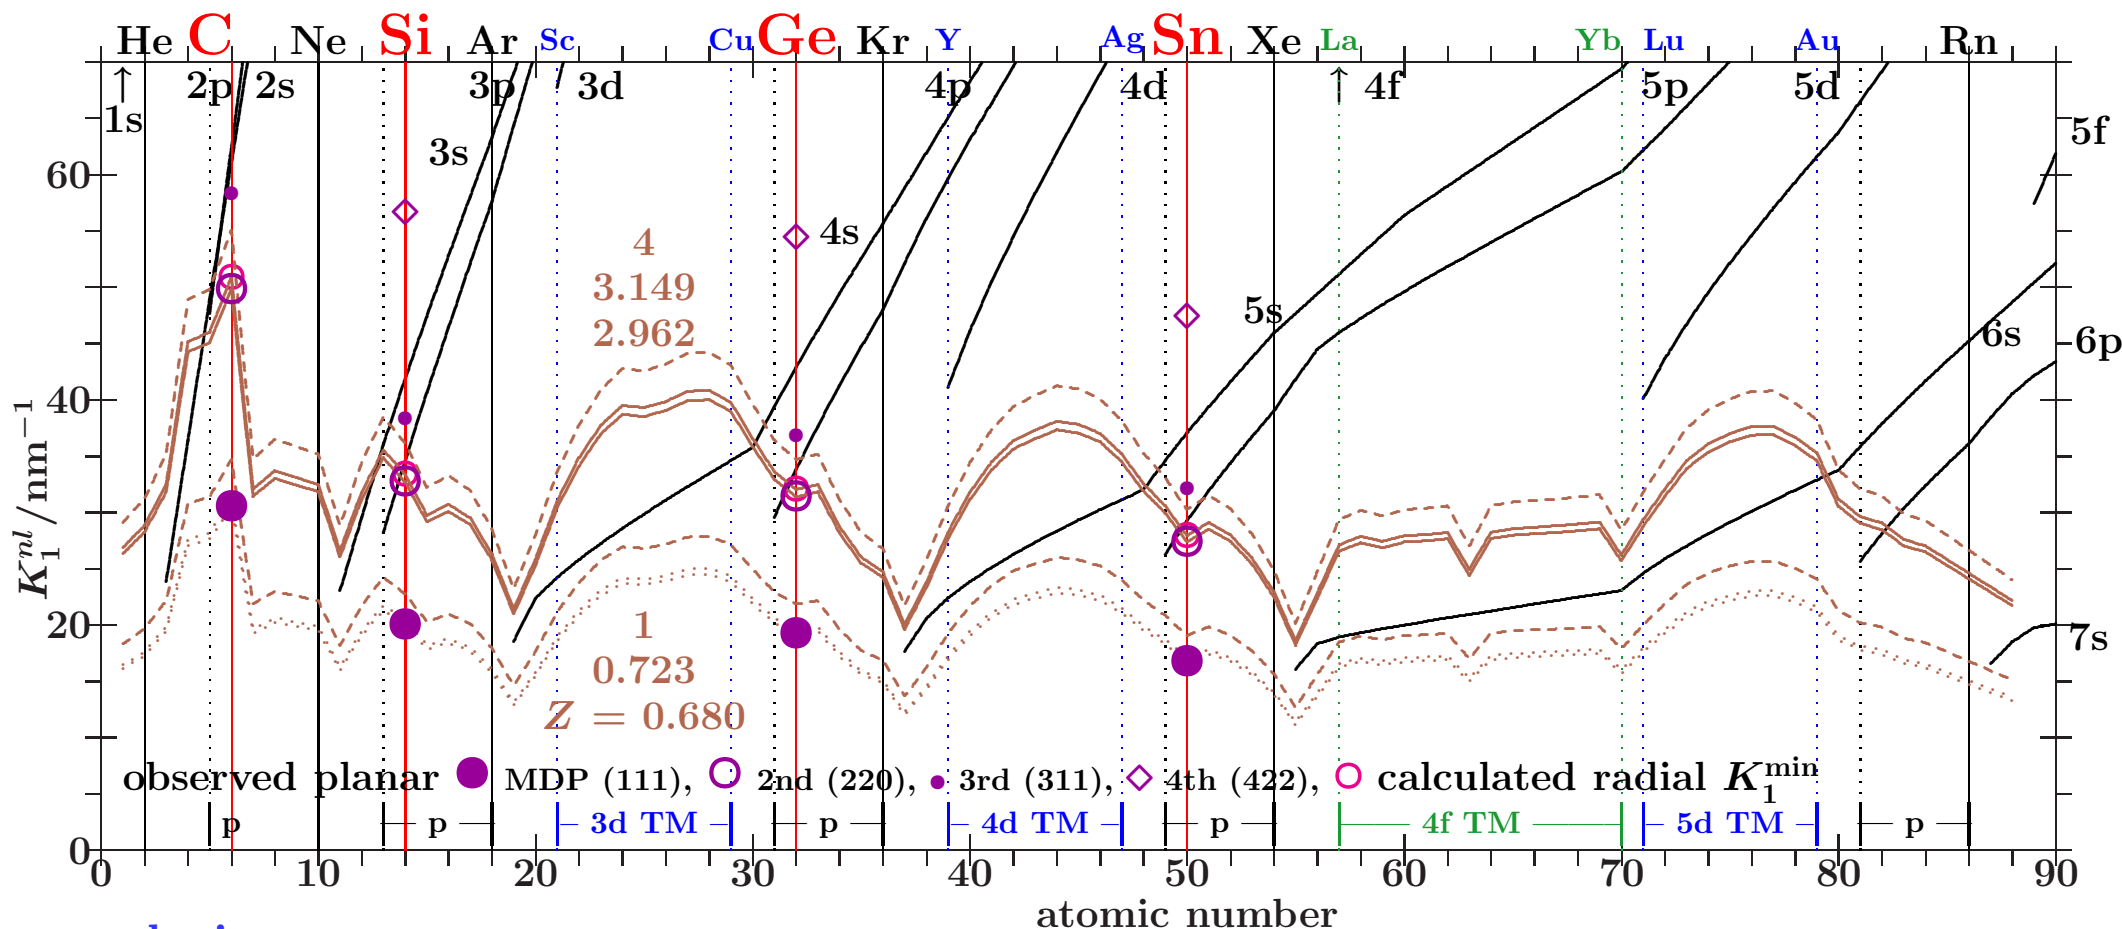 He C Ne Si Ar Sc Cu Ge Kr Y Ag Sn Xe La Yb Lu Au Rn
↑ 2p 2s 3p 3d 4p 4d ↑ 4f 5p 5d
1s 5f
3s
60
4 4s
3.149
5s
2.962 6s 6p
40
K₁ⁿˡ/nm⁻¹
20
1 7s
0.723
Z = 0.680
observed planar ● MDP (111), ○ 2nd (220), ● 3rd (311), ◇ 4th (422), ○ calculated radial K₁ᵐⁱⁿ
p p 3d TM p 4d TM p 4f TM 5d TM p
0
0 10 20 30 40 50 60 70 80 90
atomic number